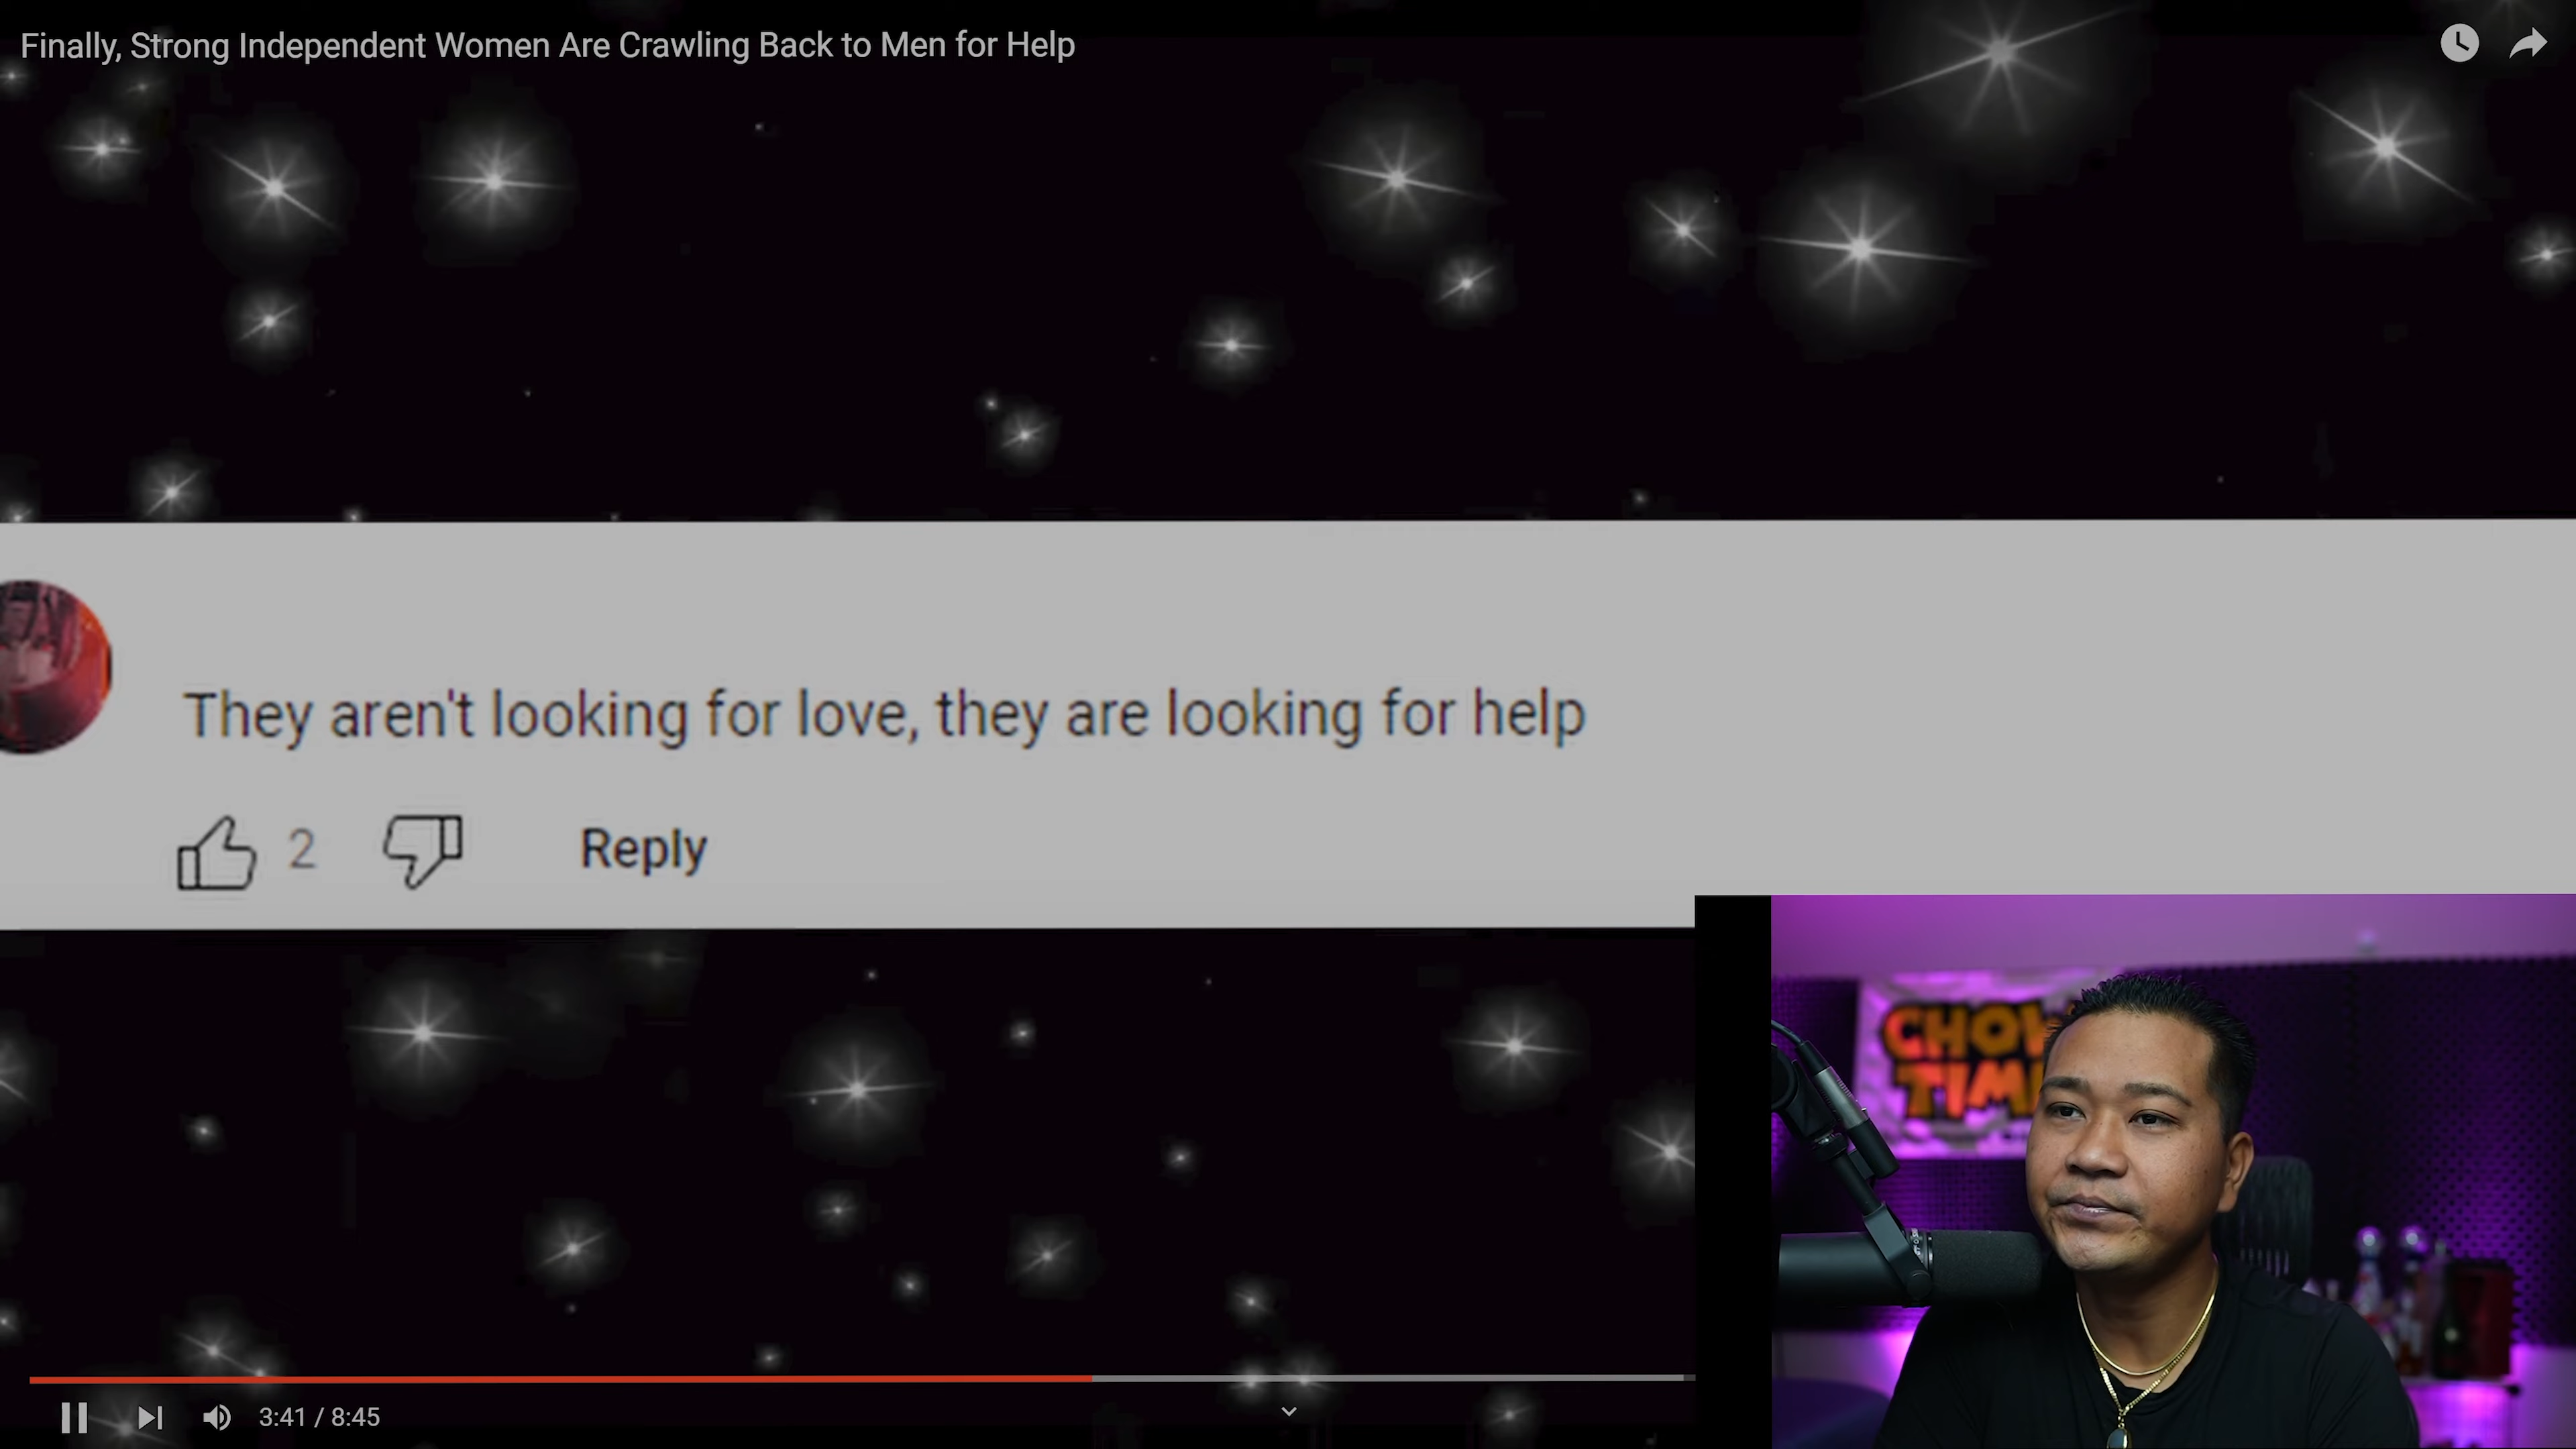 Finally, Strong Independent Women Are Crawling Back to Men for Help
They aren't looking for love, they are looking for help
2
Reply
3:41 / 8:45